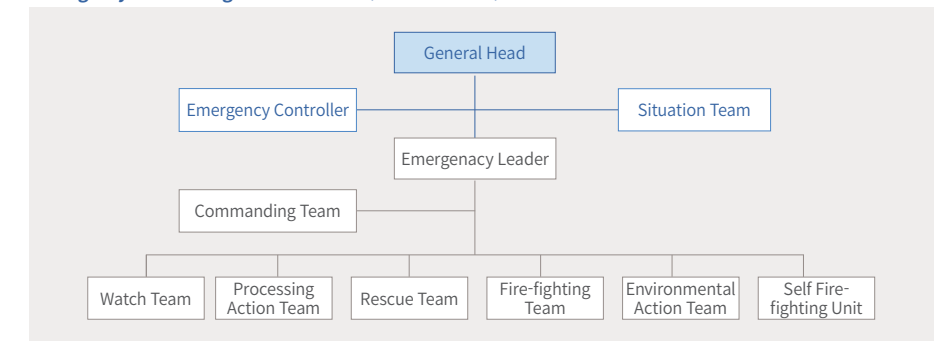 General Head
Emergency Controller
Situation Team
Emergenacy Leader
Commanding Team
Watch Team
Processing
Action Team
Rescue Team
Fire-fighting
Team
Environmental
Action Team
Self Fire-
fighting Unit